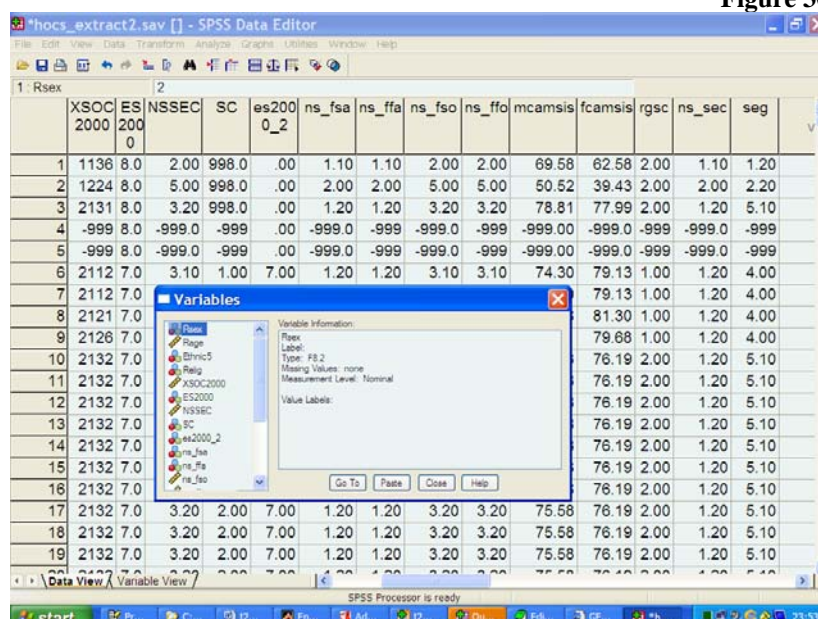 *hocs_extract2.sav [] - SPSS Data Editor
File Edit View Data Transform Analyze Graphs Utilities Window Help
1 : Rsex 2
XSOC2000 ES2000 NSSEC SC es2000_2 ns_fsa ns_ffa ns_fso ns_ffo mcamsis fcamsis rgsc ns_sec seg
1 1136 8.0 2.00 998.0 .00 1.10 1.10 2.00 2.00 69.58 62.58 2.00 1.10 1.20
2 1224 8.0 5.00 998.0 .00 2.00 2.00 5.00 5.00 50.52 39.43 2.00 2.00 2.20
3 2131 8.0 3.20 998.0 .00 1.20 1.20 3.20 3.20 78.81 77.99 2.00 1.20 5.10
4 -999 8.0 -999.0 -999 .00 -999.0 -999 -999.0 -999 -999.00 -999.0 -999 -999.0 -999
5 -999 8.0 -999.0 -999 .00 -999.0 -999 -999.0 -999 -999.00 -999.0 -999 -999.0 -999
6 2112 7.0 3.10 1.00 7.00 1.20 1.20 3.10 3.10 74.30 79.13 1.00 1.20 4.00
7 2112 7.0 79.13 1.00 1.20 4.00
8 2121 7.0 81.30 1.00 1.20 4.00
9 2126 7.0 79.68 1.00 1.20 4.00
10 2132 7.0 76.19 2.00 1.20 5.10
11 2132 7.0 76.19 2.00 1.20 5.10
12 2132 7.0 76.19 2.00 1.20 5.10
13 2132 7.0 76.19 2.00 1.20 5.10
14 2132 7.0 76.19 2.00 1.20 5.10
15 2132 7.0 76.19 2.00 1.20 5.10
16 2132 7.0 76.19 2.00 1.20 5.10
17 2132 7.0 3.20 2.00 7.00 1.20 1.20 3.20 3.20 75.58 76.19 2.00 1.20 5.10
18 2132 7.0 3.20 2.00 7.00 1.20 1.20 3.20 3.20 75.58 76.19 2.00 1.20 5.10
19 2132 7.0 3.20 2.00 7.00 1.20 1.20 3.20 3.20 75.58 76.19 2.00 1.20 5.10
Variables
Rsex
Rage
Ethnic5
Relig
XSOC2000
ES2000
NSSEC
SC
es2000_2
ns_fsa
ns_ffa
ns_fso
Variable Information:
Rsex
Label:
Type: F8.2
Missing Values: none
Measurement Level: Nominal
Value Labels:
Go To Paste Close Help
Data View Variable View
SPSS Processor is ready
start
23:53